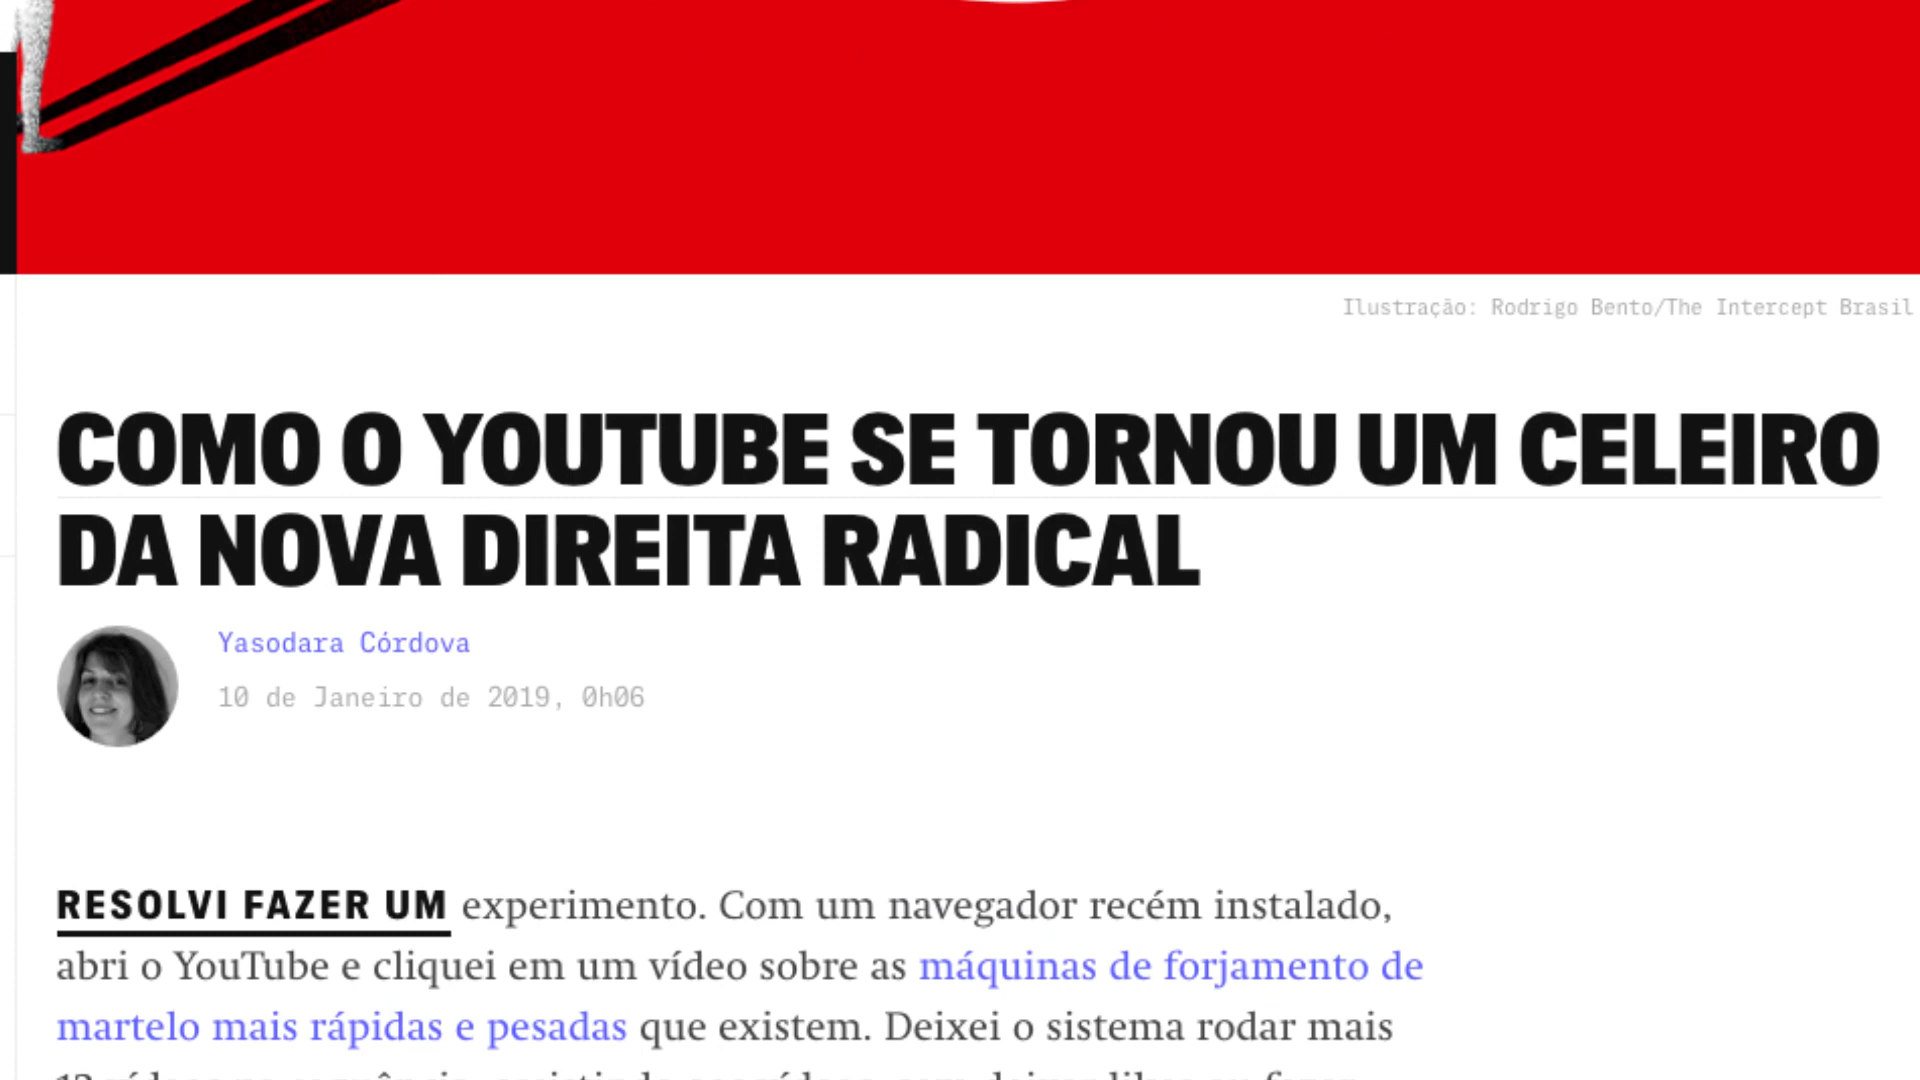 Ilustração: Rodrigo Bento/The Intercept Brasil
COMO O YOUTUBE SE TORNOU UM CELEIRO
DA NOVA DIREITA RADICAL
Yasodara Córdova
10 de Janeiro de 2019, 0h06
RESOLVI FAZER UM experimento. Com um navegador recém instalado,
abri o YouTube e cliquei em um vídeo sobre as máquinas de forjamento de
martelo mais rápidas e pesadas que existem. Deixei o sistema rodar mais